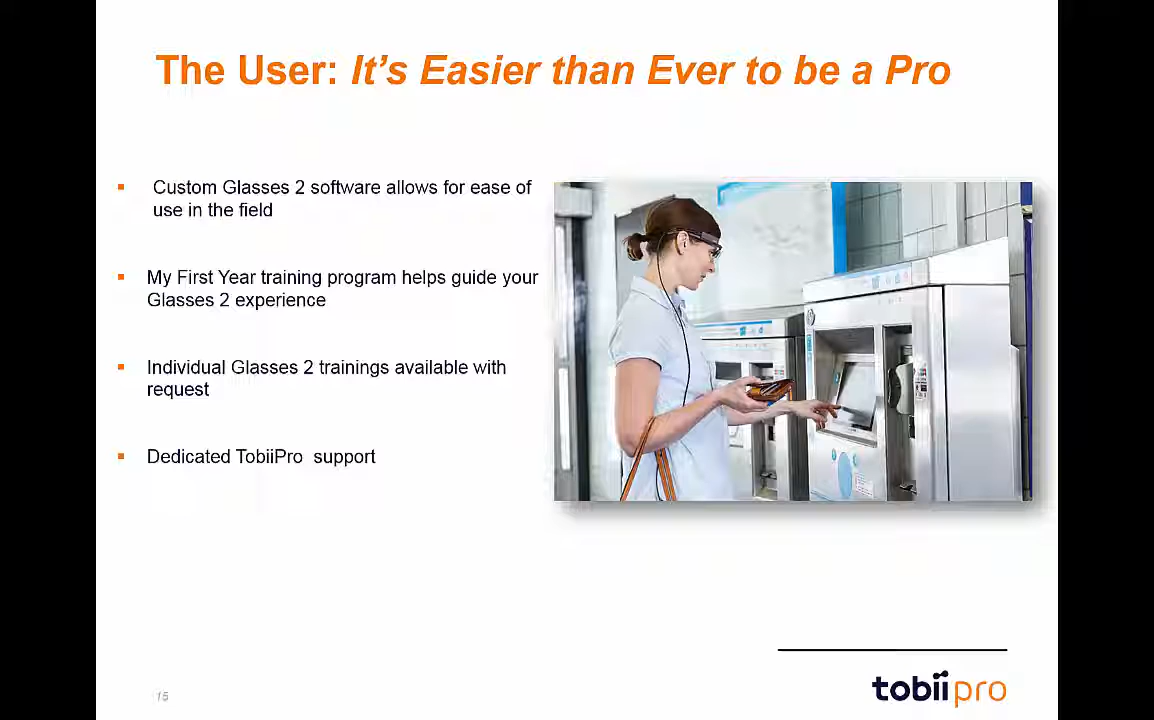 The User: It's Easier than Ever to be a Pro
Custom Glasses 2 software allows for ease of
use in the field
My First Year training program helps guide your
Glasses 2 experience
Individual Glasses 2 trainings available with
request
Dedicated TobiiPro  support
15
tobii pro